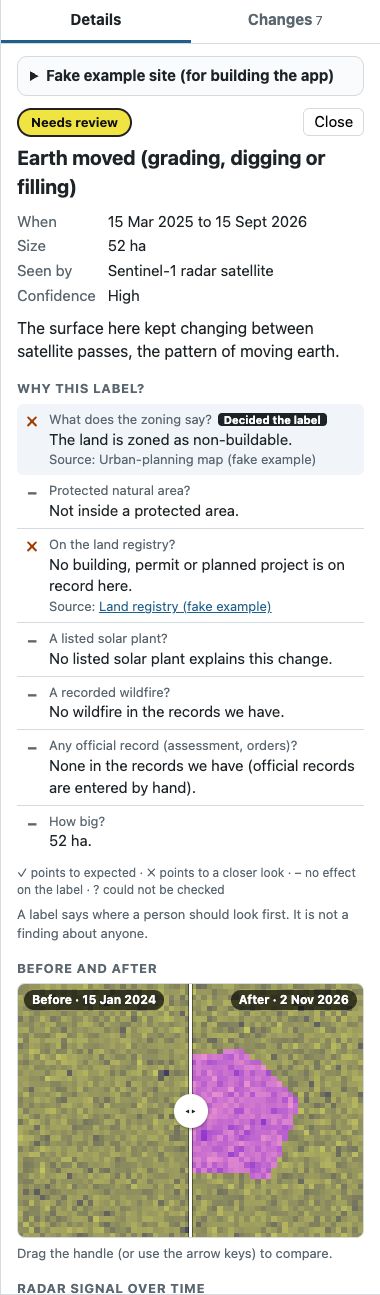 Details Changes 7
▶ Fake example site (for building the app)
Needs review Close
Earth moved (grading, digging or
filling)
When 15 Mar 2025 to 15 Sept 2026
Size 52 ha
Seen by Sentinel-1 radar satellite
Confidence High
The surface here kept changing between
satellite passes, the pattern of moving earth.
WHY THIS LABEL?
✕ What does the zoning say? Decided the label
The land is zoned as non-buildable.
Source: Urban-planning map (fake example)
– Protected natural area?
Not inside a protected area.
✕ On the land registry?
No building, permit or planned project is on
record here.
Source: Land registry (fake example)
– A listed solar plant?
No listed solar plant explains this change.
– A recorded wildfire?
No wildfire in the records we have.
– Any official record (assessment, orders)?
None in the records we have (official records
are entered by hand).
– How big?
52 ha.
✓ points to expected · ✕ points to a closer look · – no effect
on the label · ? could not be checked
A label says where a person should look first. It is not a
finding about anyone.
BEFORE AND AFTER
Before · 15 Jan 2024 After · 2 Nov 2026
Drag the handle (or use the arrow keys) to compare.
RADAR SIGNAL OVER TIME